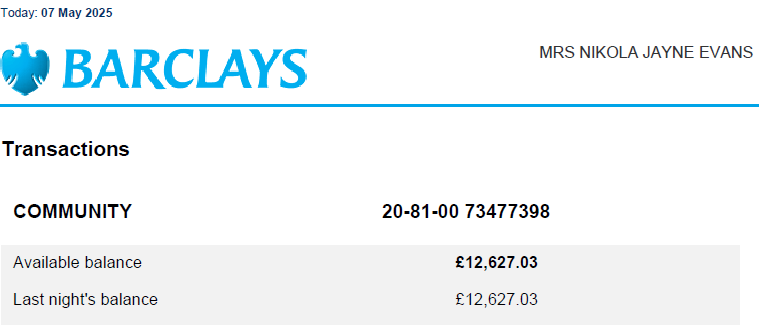 Today: 07 May 2025
BARCLAYS
MRS NIKOLA JAYNE EVANS
Transactions
COMMUNITY 20-81-00 73477398
Available balance £12,627.03
Last night's balance £12,627.03